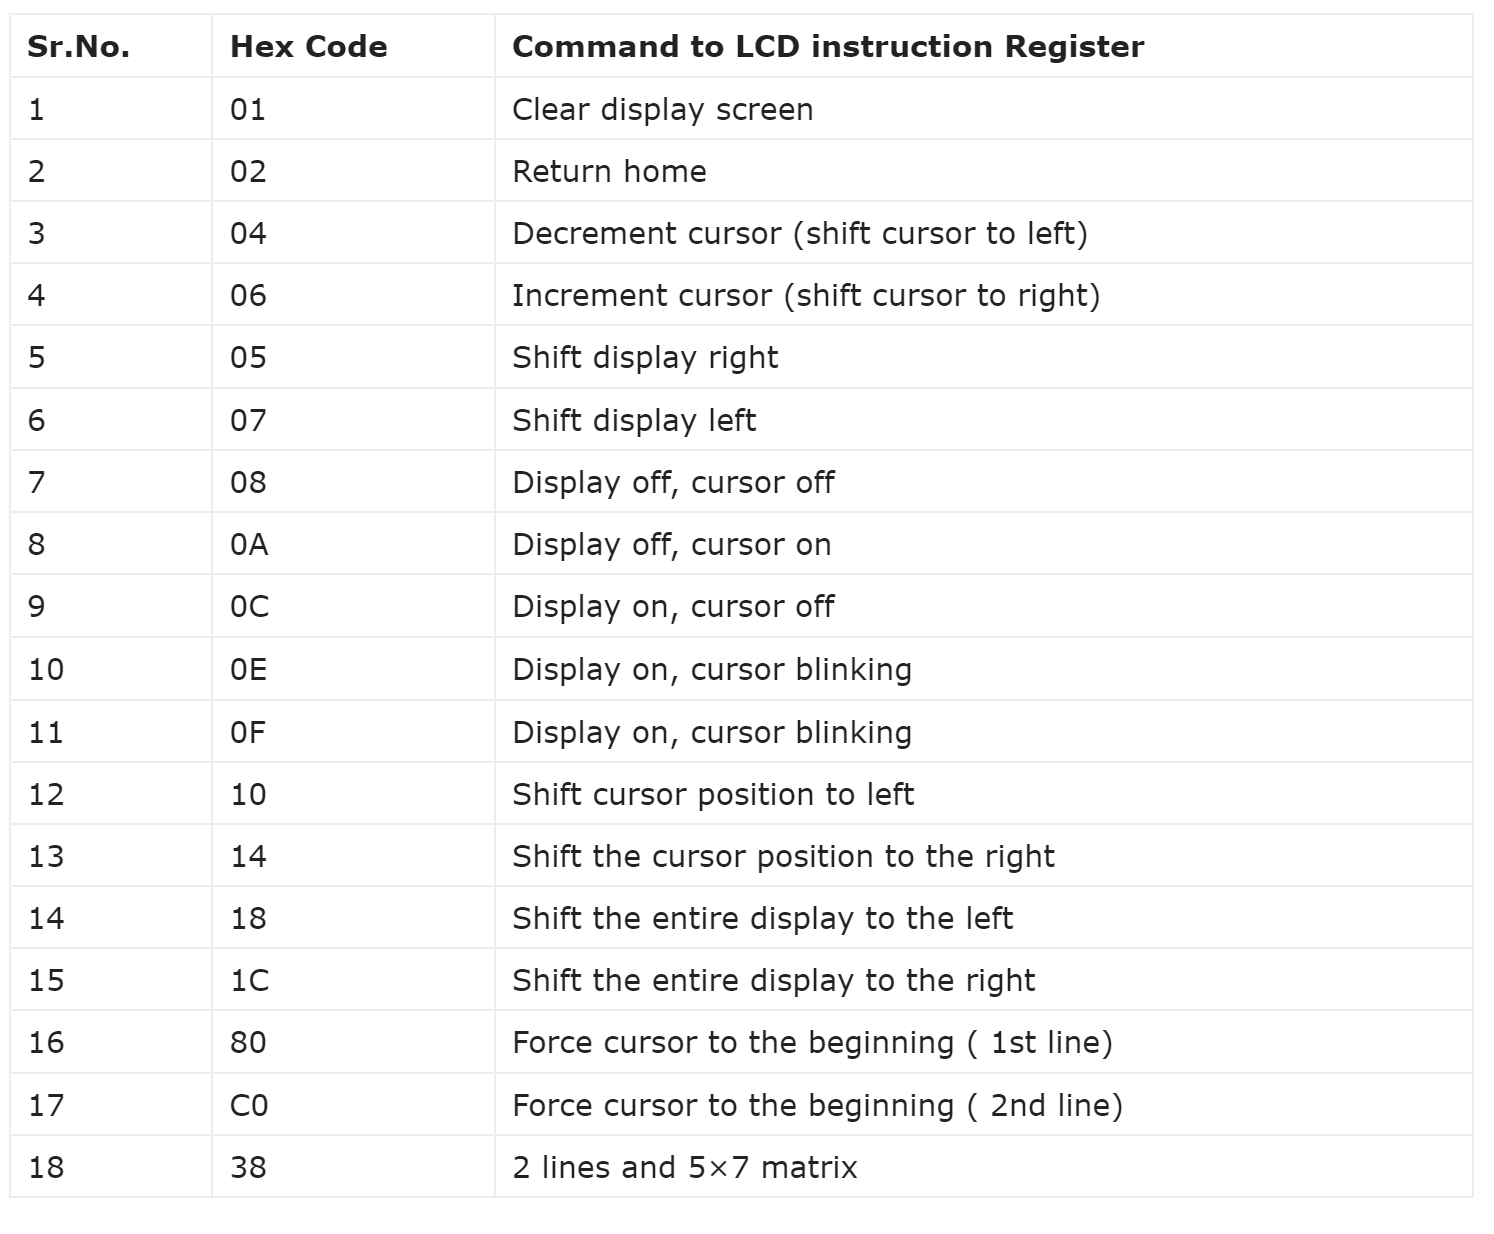 Sr.No. Hex Code Command to LCD instruction Register
1 01 Clear display screen
2 02 Return home
3 04 Decrement cursor (shift cursor to left)
4 06 Increment cursor (shift cursor to right)
5 05 Shift display right
6 07 Shift display left
7 08 Display off, cursor off
8 0A Display off, cursor on
9 0C Display on, cursor off
10 0E Display on, cursor blinking
11 0F Display on, cursor blinking
12 10 Shift cursor position to left
13 14 Shift the cursor position to the right
14 18 Shift the entire display to the left
15 1C Shift the entire display to the right
16 80 Force cursor to the beginning ( 1st line)
17 C0 Force cursor to the beginning ( 2nd line)
18 38 2 lines and 5×7 matrix